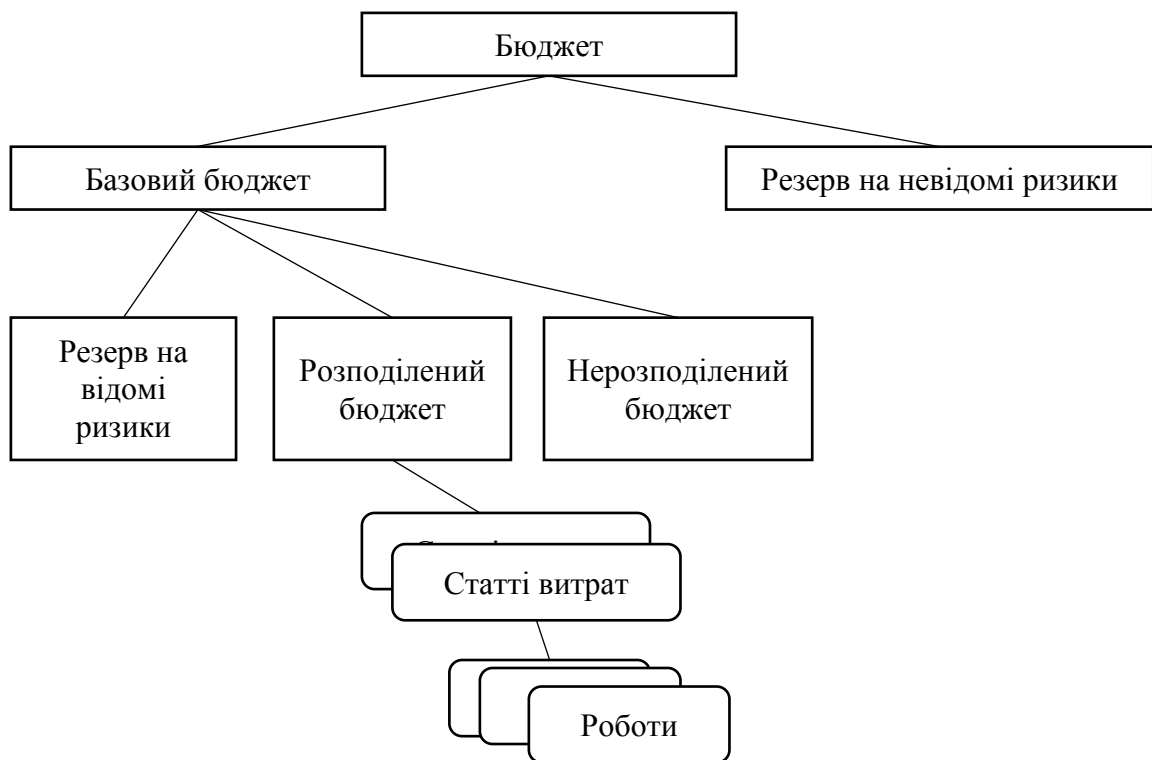 Бюджет
Базовий бюджет
Резерв на невідомі ризики
Резерв на
відомі
ризики
Розподілений
бюджет
Нерозподілений
бюджет
Статті витрат
Роботи